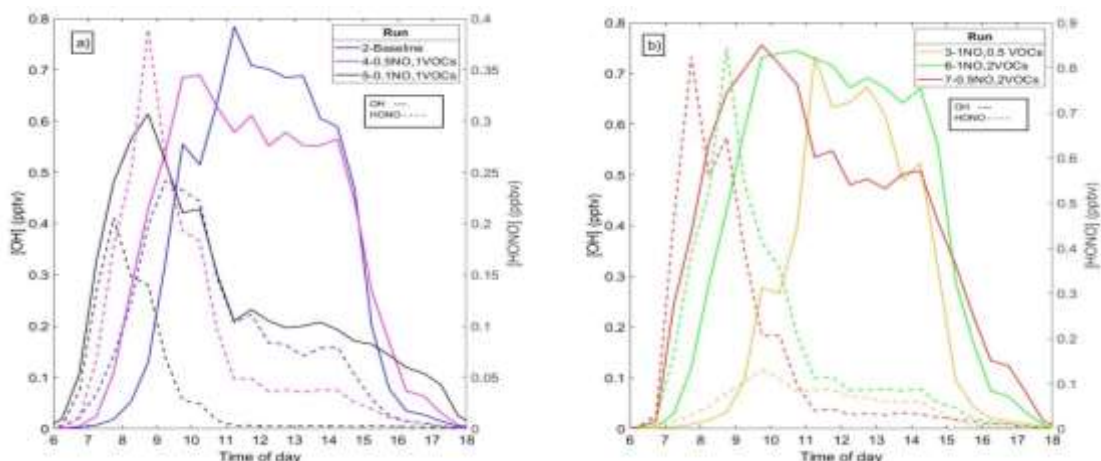 a)
Run
2-Baseline
4-0.5NO,1VOCs
5-0.1NO,1VOCs
OH
HONO
[OH] (pptv)
0.8
0.7
0.6
0.5
0.4
0.3
0.2
0.1
0
[HONO] (ppbv)
0.4
0.35
0.3
0.25
0.2
0.15
0.1
0.05
0
6 7 8 9 10 11 12 13 14 15 16 17 18
Time of day
b)
Run
3-1NO,0.5 VOCs
6-1NO,2VOCs
OH
HONO
[OH] (pptv)
0.8
0.7
0.6
0.5
0.4
0.3
0.2
0.1
0
[HONO] (ppbv)
0.9
0.8
0.7
0.6
0.5
0.4
0.3
0.2
0.1
0
6 7 8 9 10 11 12 13 14 15 16 17 18
Time of day